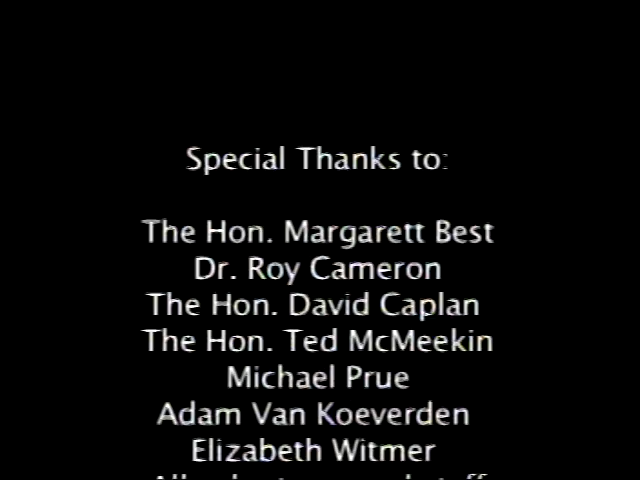 Special Thanks to:
The Hon. Margarett Best
Dr. Roy Cameron
The Hon. David Caplan
The Hon. Ted McMeekin
Michael Prue
Adam Van Koeverden
Elizabeth Witmer